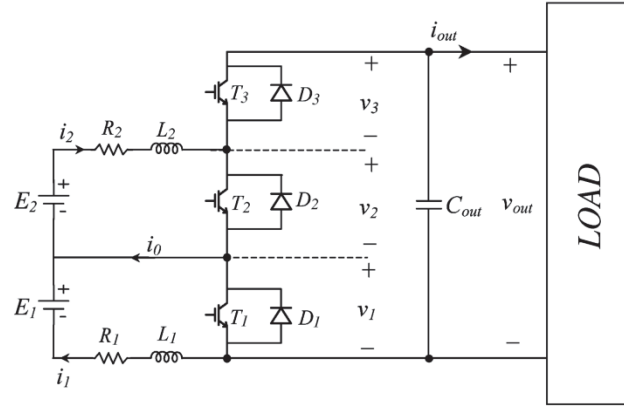 i_out
+
+
T_3
D_3
v_3
i_2
R_2
L_2
−
+
+
E_2
-
T_2
D_2
v_2
C_out
v_out
LOAD
i_0
−
+
+
E_1
-
T_1
D_1
v_1
R_1
L_1
−
−
i_1